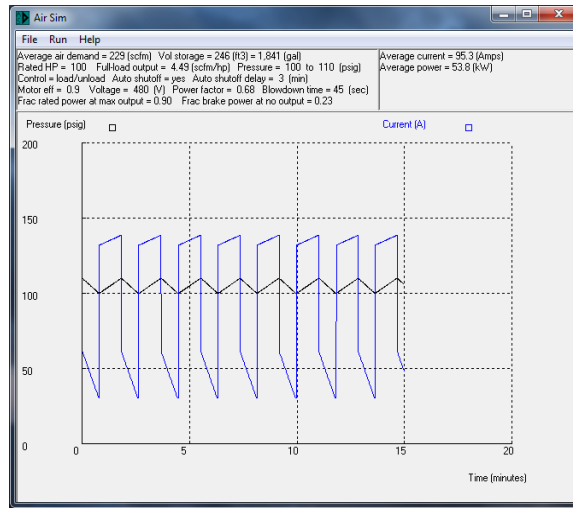 Air Sim
File Run Help
Average air demand = 229 (scfm) Vol storage = 246 (ft3) = 1,841 (gal)
Rated HP = 100 Full-load output = 4.49 (scfm/hp) Pressure = 100 to 110 (psig)
Control = load/unload Auto shutoff = yes Auto shutoff delay = 3 (min)
Motor eff = 0.9 Voltage = 480 (V) Power factor = 0.68 Blowdown time = 45 (sec)
Frac rated power at max output = 0.90 Frac brake power at no output = 0.23
Average current = 95.3 (Amps)
Average power = 53.8 (kW)
Pressure (psig)
Current (A)
200
150
100
50
0
0 5 10 15 20
Time (minutes)